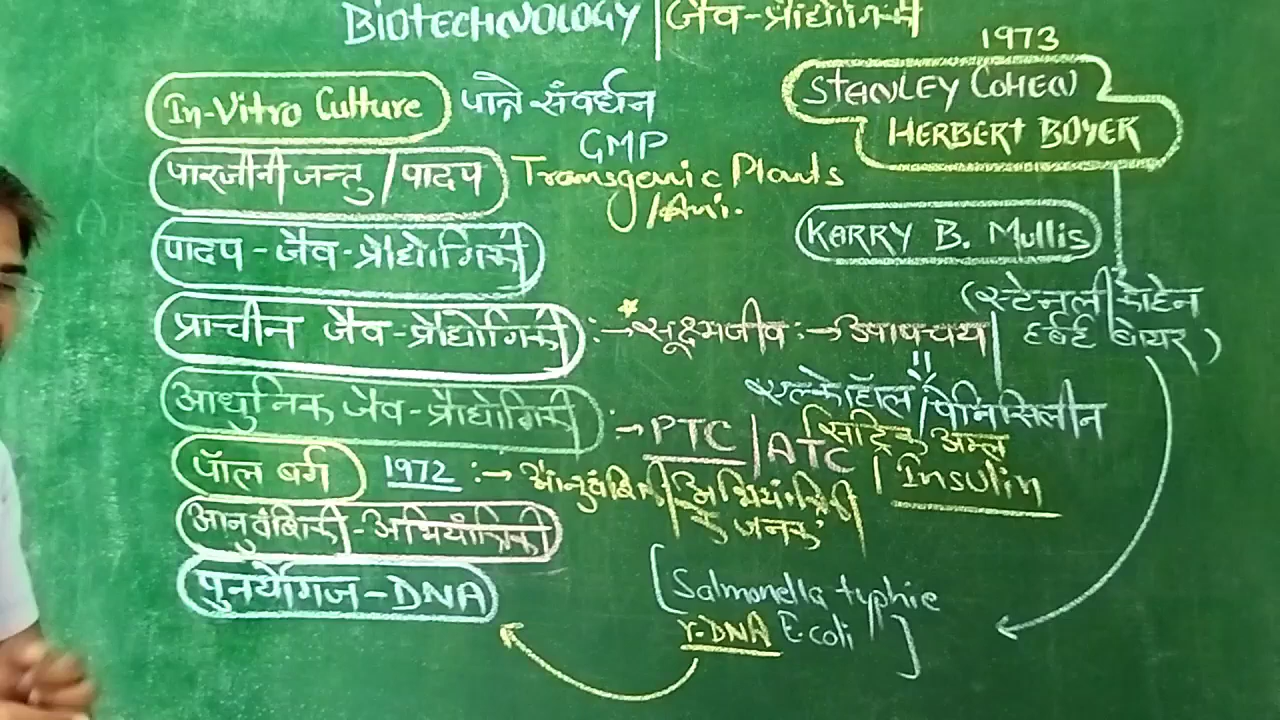 BIOTECHNOLOGY | जैव-प्रौद्योगिकी
1973
In-Vitro Culture पात्रे संवर्धन
STANLEY COHEN
HERBERT BOYER
GMP
पारजीनी जन्तु / पादप Transgenic Plants
/Ani.
KARRY B. Mullis
पादप-जैव-प्रौद्योगिकी
(स्टेनली कोहेन
हर्बर्ट बोयर)
प्राचीन जैव-प्रौद्योगिकी :→ सूक्ष्मजीव :→ उपापचय
एल्कोहॉल / पेनिसिलीन
आधुनिक जैव-प्रौद्योगिकी :→ PTC / ATC
सिट्रिक अम्ल
/ Insulin
पॉल बर्ग 1972 :→ आनुवंशिकी अभियांत्रिकी
के जनक
आनुवंशिकी-अभियांत्रिकी
पुनर्योगज-DNA
[Salmonella typhie
r-DNA E.coli]